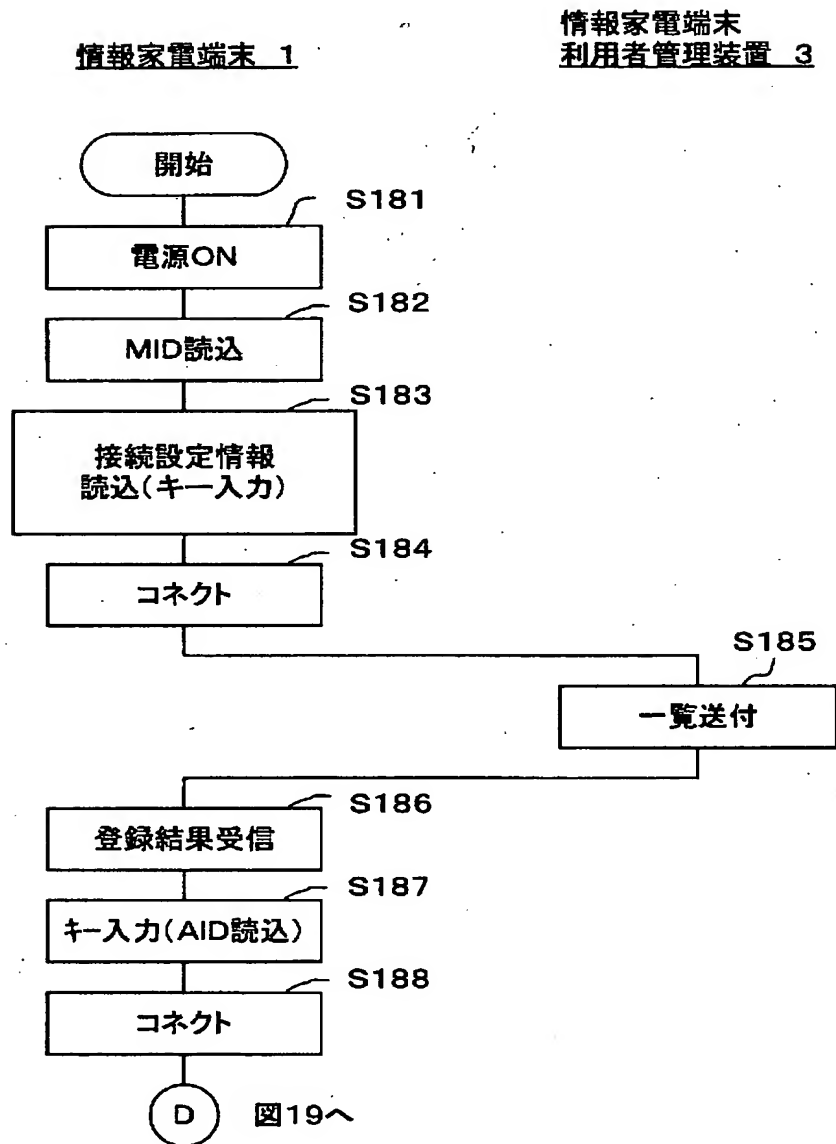 情報家電端末 1
情報家電端末
利用者管理装置 3
開始
S181
電源ON
S182
MID読込
S183
接続設定情報
読込(キー入力)
S184
コネクト
S185
一覧送付
S186
登録結果受信
S187
キー入力(AID読込)
S188
コネクト
D
図19へ